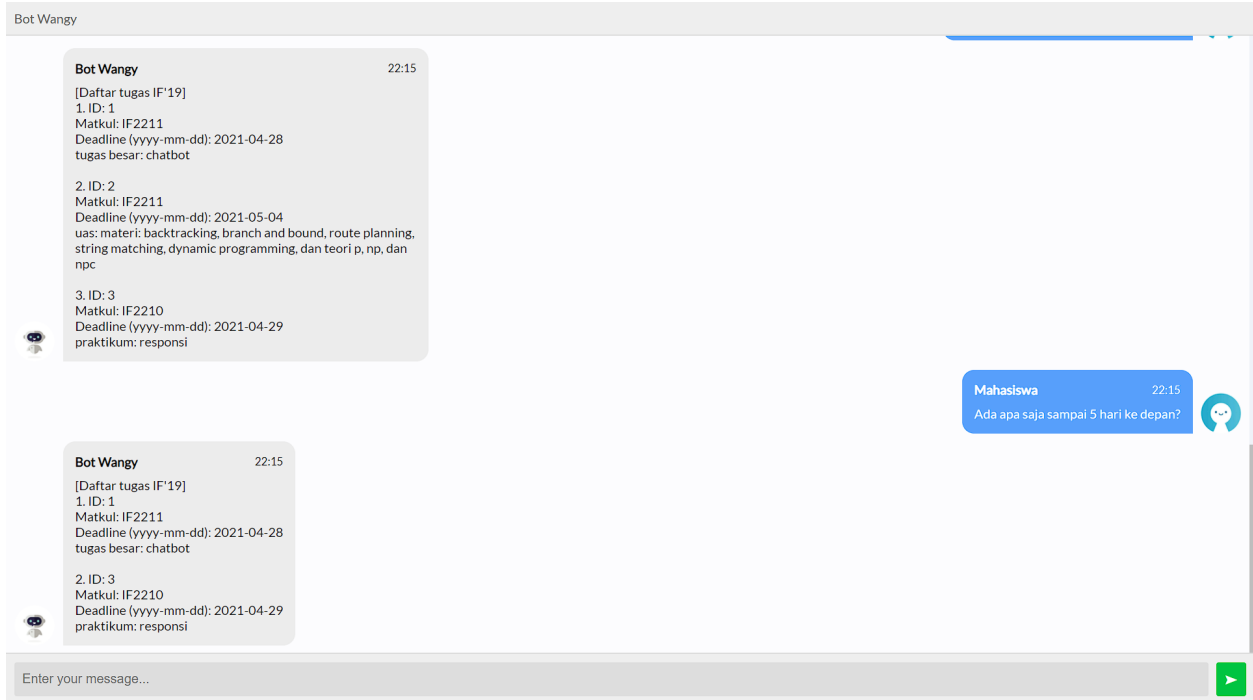 Bot Wangy
Bot Wangy 22:15
[Daftar tugas IF'19]
1. ID: 1
Matkul: IF2211
Deadline (yyyy-mm-dd): 2021-04-28
tugas besar: chatbot
2. ID: 2
Matkul: IF2211
Deadline (yyyy-mm-dd): 2021-05-04
uas: materi: backtracking, branch and bound, route planning,
string matching, dynamic programming, dan teori p, np, dan
npc
3. ID: 3
Matkul: IF2210
Deadline (yyyy-mm-dd): 2021-04-29
praktikum: responsi
Mahasiswa 22:15
Ada apa saja sampai 5 hari ke depan?
Bot Wangy 22:15
[Daftar tugas IF'19]
1. ID: 1
Matkul: IF2211
Deadline (yyyy-mm-dd): 2021-04-28
tugas besar: chatbot
2. ID: 3
Matkul: IF2210
Deadline (yyyy-mm-dd): 2021-04-29
praktikum: responsi
Enter your message...